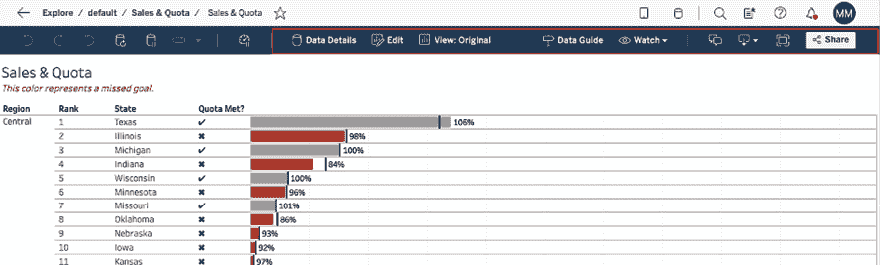 Explore / default / Sales & Quota / Sales & Quota
MM
Data Details Edit View: Original Data Guide Watch Share
Sales & Quota
This color represents a missed goal.
Region Rank State Quota Met?
Central 1 Texas ✔ 106%
2 Illinois ✖ 98%
3 Michigan ✔ 100%
4 Indiana ✖ 84%
5 Wisconsin ✔ 100%
6 Minnesota ✖ 96%
7 Missouri ✔ 101%
8 Oklahoma ✖ 86%
9 Nebraska ✖ 93%
10 Iowa ✖ 92%
11 Kansas ✖ 97%